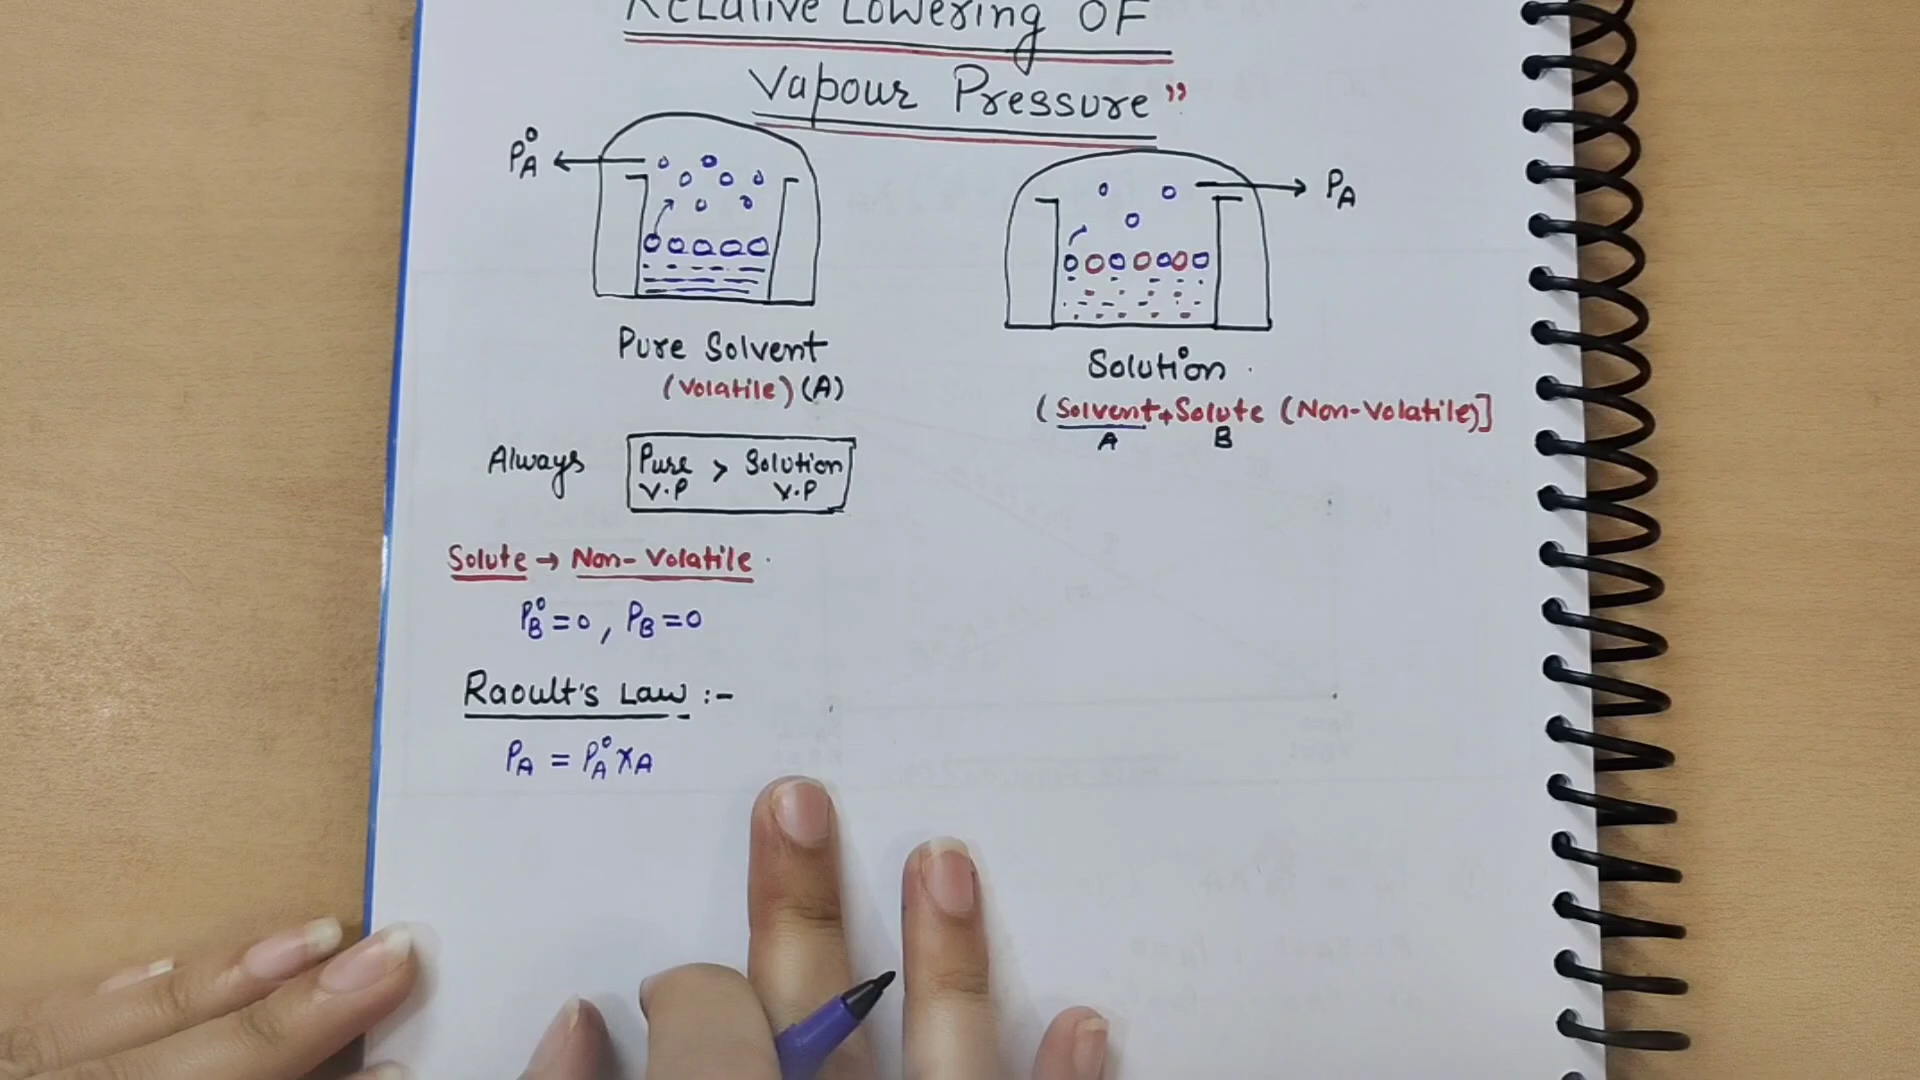 Relative Lowering OF
Vapour Pressure”
P°A
PA
Pure Solvent
(Volatile) (A)
Solution
(Solvent+Solute (Non-Volatile)]
A B
Always
Pure > Solution
V.P V.P
Solute → Non-Volatile.
P°B = 0, PB = 0
Raoult's Law :-
PA = P°A XA